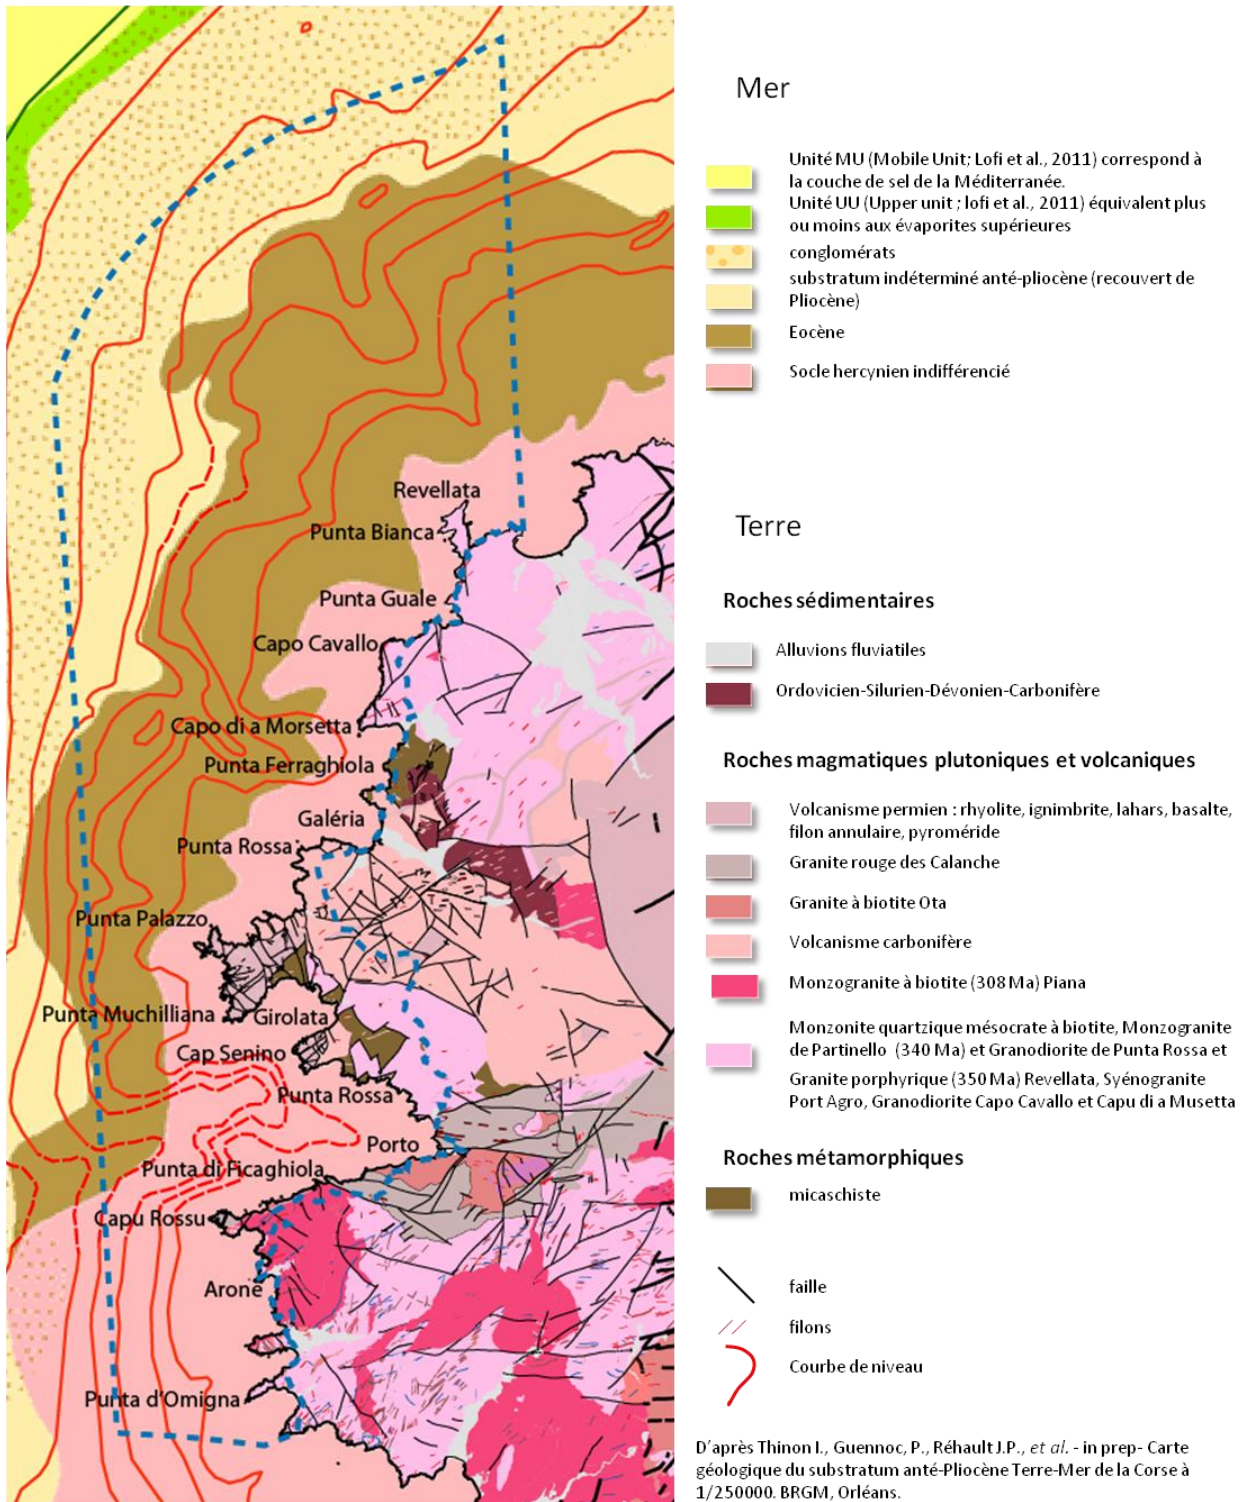 Revellata
Punta Bianca
Punta Guale
Capo Cavallo
Capo di a Morsetta
Punta Ferraghiola
Galéria
Punta Rossa
Punta Palazzo
Punta Muchilliana
Girolata
Cap Senino
Punta Rossa
Porto
Punta di Ficaghiola
Capu Rossu
Arone
Punta d'Omigna
Mer
Unité MU (Mobile Unit; Lofi et al., 2011) correspond à
la couche de sel de la Méditerranée.
Unité UU (Upper unit ; lofi et al., 2011) équivalent plus
ou moins aux évaporites supérieures
conglomérats
substratum indéterminé anté-pliocène (recouvert de
Pliocène)
Eocène
Socle hercynien indifférencié
Terre
Roches sédimentaires
Alluvions fluviatiles
Ordovicien-Silurien-Dévonien-Carbonifère
Roches magmatiques plutoniques et volcaniques
Volcanisme permien : rhyolite, ignimbrite, lahars, basalte,
filon annulaire, pyroméride
Granite rouge des Calanche
Granite à biotite Ota
Volcanisme carbonifère
Monzogranite à biotite (308 Ma) Piana
Monzonite quartzique mésocrate à biotite, Monzogranite
de Partinello (340 Ma) et Granodiorite de Punta Rossa et
Granite porphyrique (350 Ma) Revellata, Syénogranite
Port Agro, Granodiorite Capo Cavallo et Capu di a Musetta
Roches métamorphiques
micaschiste
faille
filons
Courbe de niveau
D'après Thinon I., Guennoc, P., Réhault J.P., et al. - in prep- Carte
géologique du substratum anté-Pliocène Terre-Mer de la Corse à
1/250000. BRGM, Orléans.